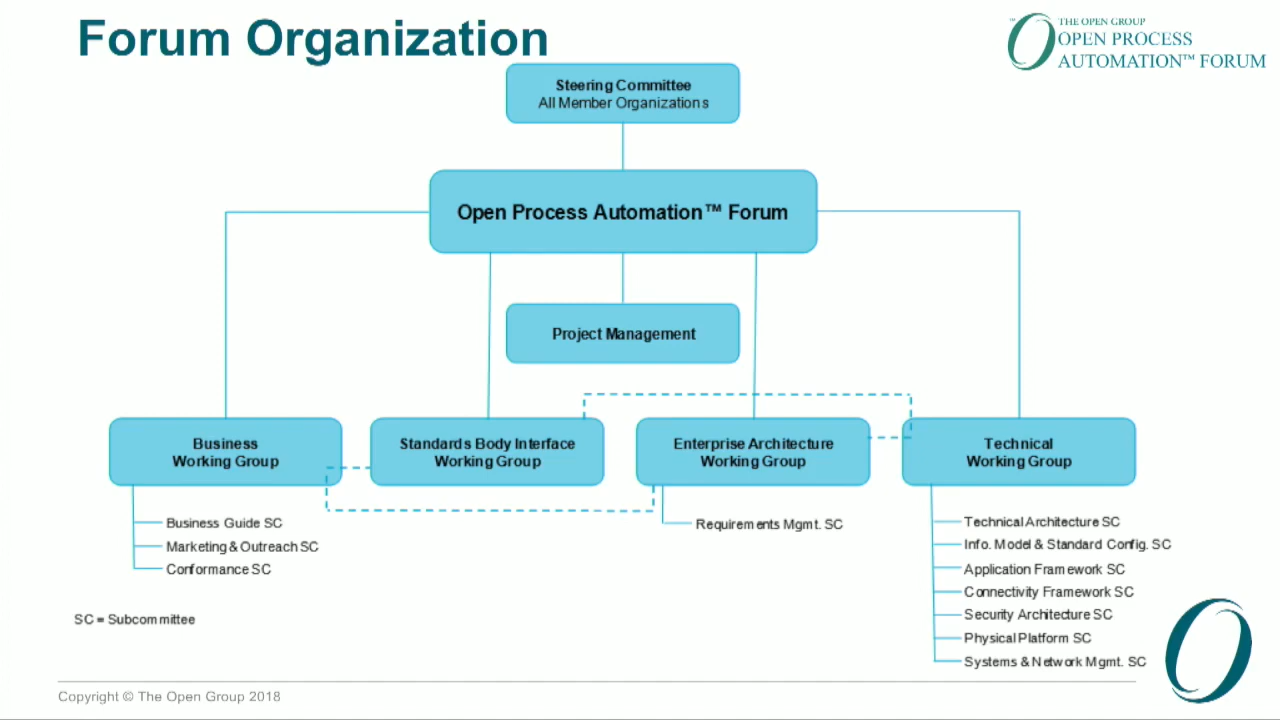 Forum Organization
™ THE OPEN GROUP
OPEN PROCESS
AUTOMATION™ FORUM
Steering Committee
All Member Organizations
Open Process Automation™ Forum
Project Management
Business
Working Group
Standards Body Interface
Working Group
Enterprise Architecture
Working Group
Technical
Working Group
Business Guide SC
Marketing & Outreach SC
Conformance SC
Requirements Mgmt. SC
Technical Architecture SC
Info. Model & Standard Config. SC
Application Framework SC
Connectivity Framework SC
Security Architecture SC
Physical Platform SC
Systems & Network Mgmt. SC
SC = Subcommittee
Copyright © The Open Group 2018